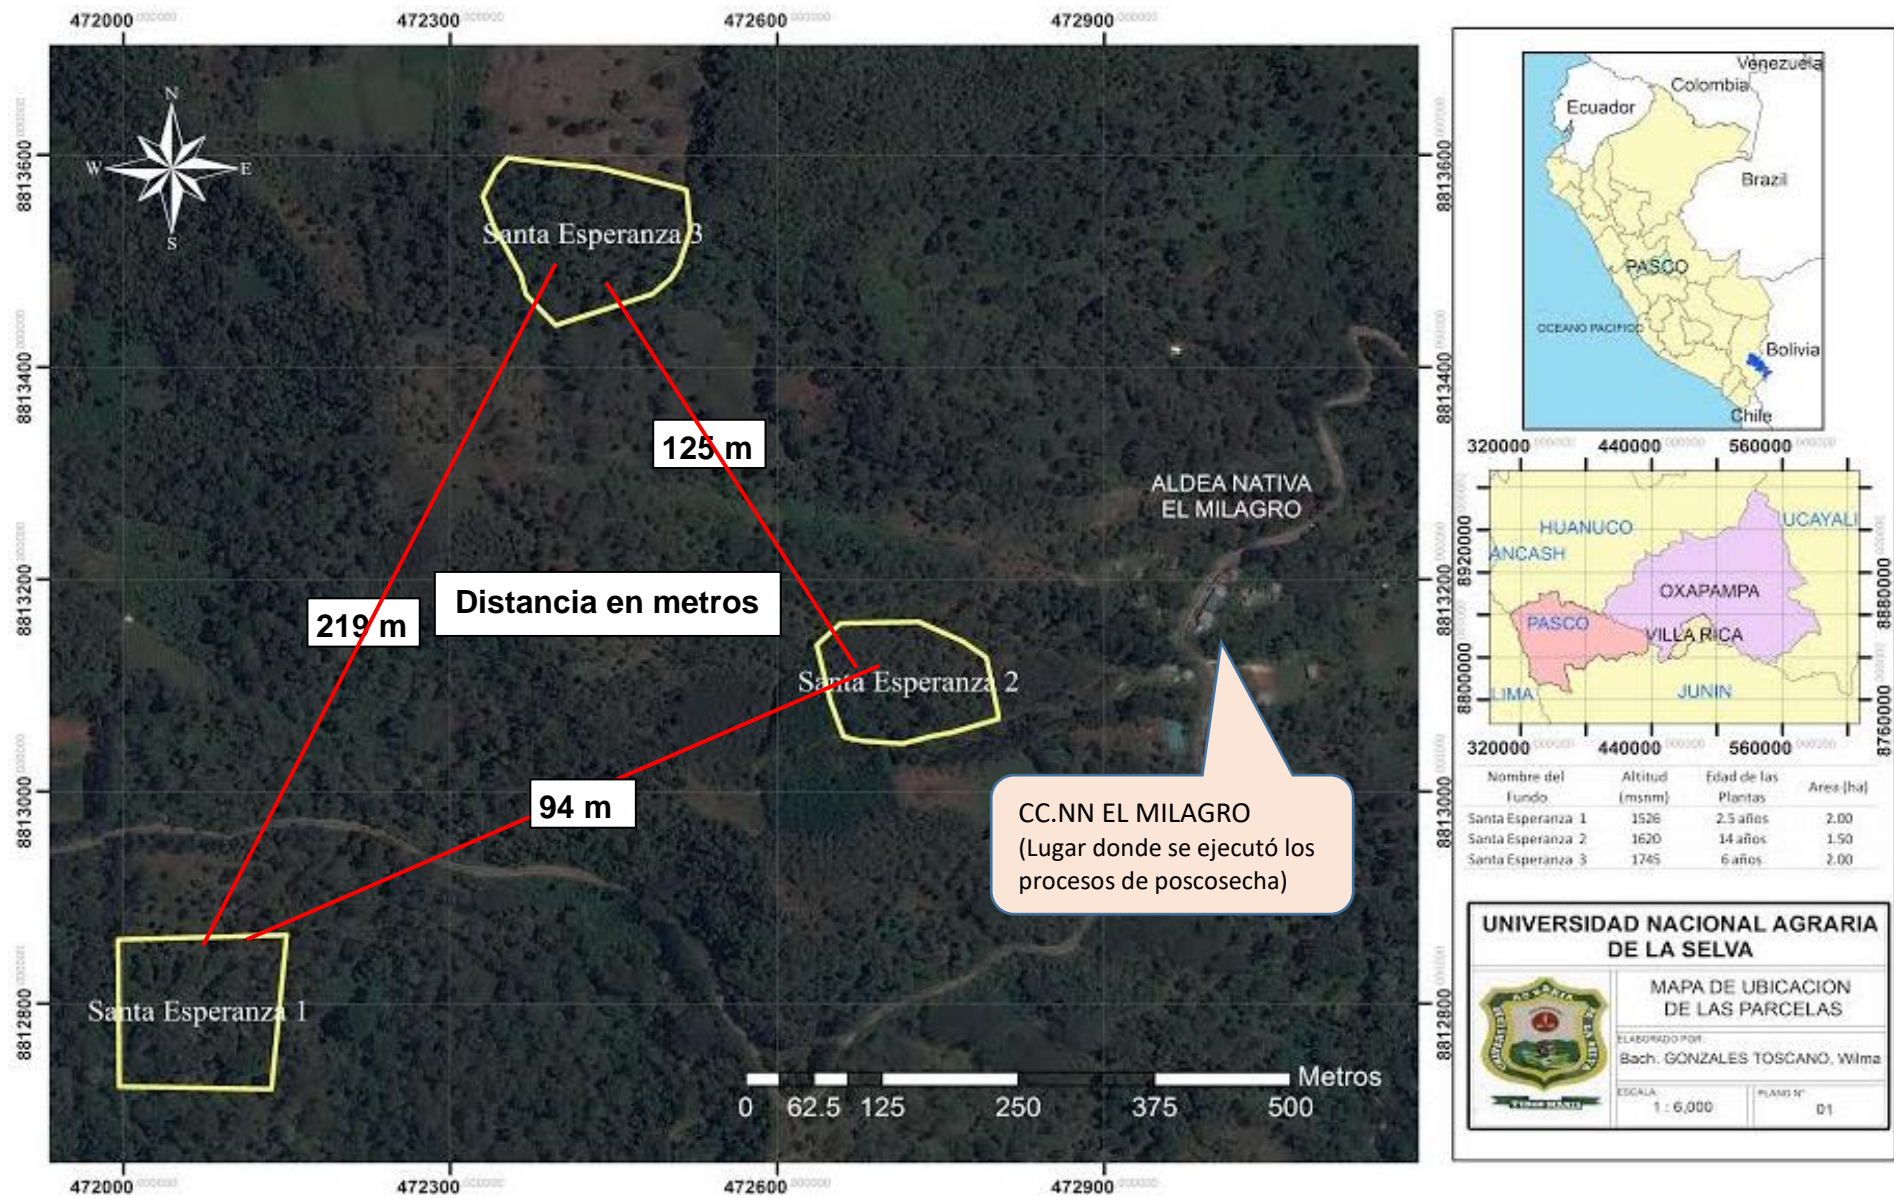 472000
472300
472600
472900
8813600
8813400
8813200
8813000
8812800
N
W
E
S
Santa Esperanza 3
125 m
219 m
Distancia en metros
ALDEA NATIVA
EL MILAGRO
Santa Esperanza 2
94 m
CC.NN EL MILAGRO
(Lugar donde se ejecutó los
procesos de poscosecha)
Santa Esperanza 1
Metros
0 62.5 125 250 375 500
8813600
8813400
8813200
8813000
8812800
472000
472300
472600
472900
Venezuela
Colombia
Ecuador
Brazil
PASCO
OCEANO PACIFICO
Bolivia
Chile
320000 440000 560000
HUANUCO
UCAYALI
ANCASH
OXAPAMPA
PASCO
VILLA RICA
LIMA
JUNIN
8920000
8800000
8880000
8760000
320000 440000 560000
Nombre del Fundo Altitud (msnm) Edad de las Plantas Area (ha)
Santa Esperanza 1 1526 2.5 años 2.00
Santa Esperanza 2 1620 14 años 1.50
Santa Esperanza 3 1745 6 años 2.00
UNIVERSIDAD NACIONAL AGRARIA
DE LA SELVA
MAPA DE UBICACION
DE LAS PARCELAS
ELABORADO POR:
Bach. GONZALES TOSCANO, Wilma
ESCALA
1 : 6,000
PLANO N°
01
TINGO MARIA